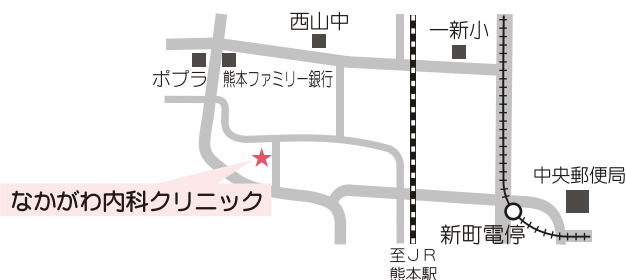 西山中
一新小
ポプラ
熊本ファミリー銀行
中央郵便局
なかがわ内科クリニック
新町電停
至JR
熊本駅